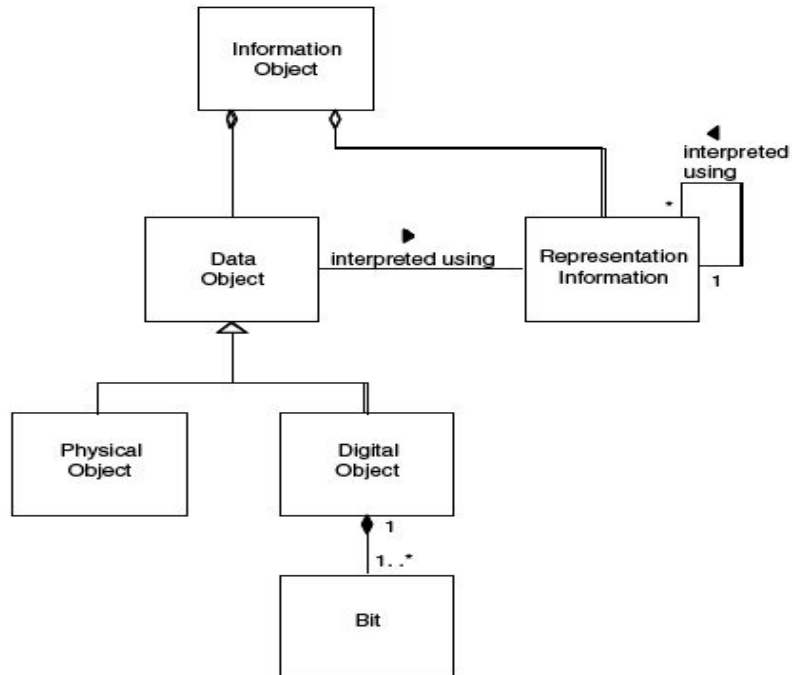 Information
Object
interpreted
using
*
1
Data
Object
interpreted using
Representation
Information
Physical
Object
Digital
Object
1
1..*
Bit